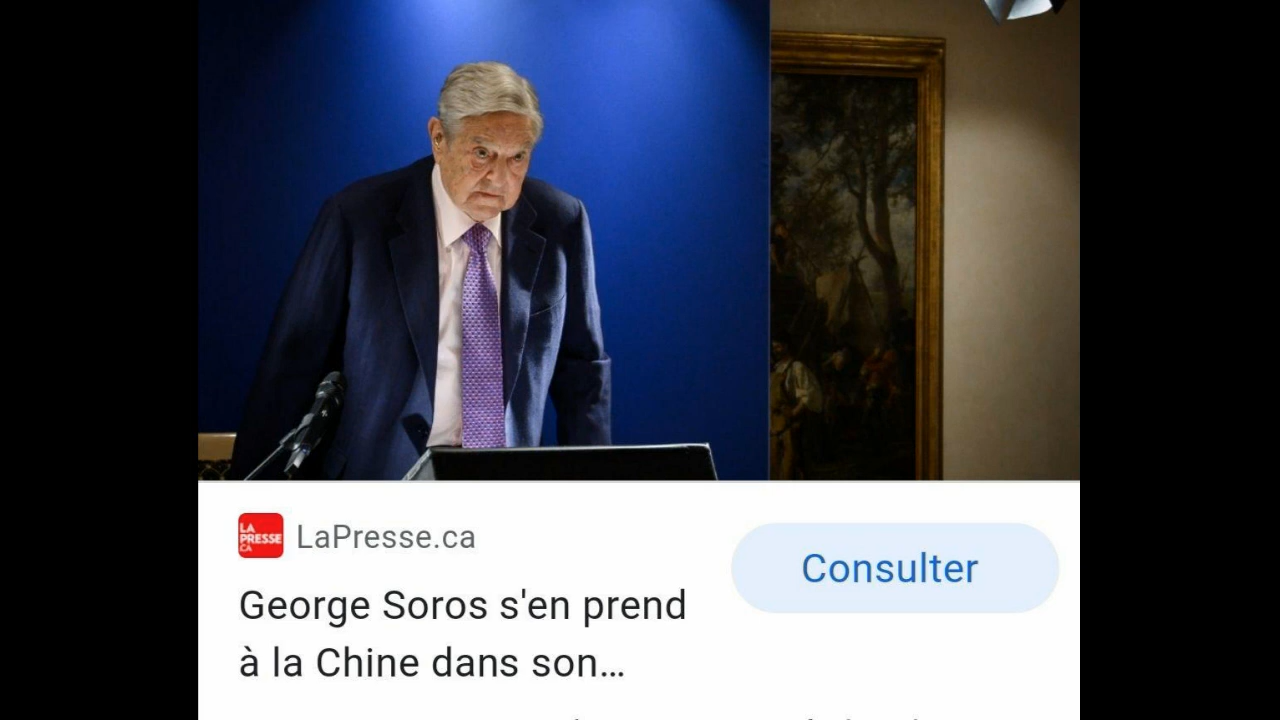 LA
PRESSE
CA
LaPresse.ca
Consulter
George Soros s'en prend
à la Chine dans son…